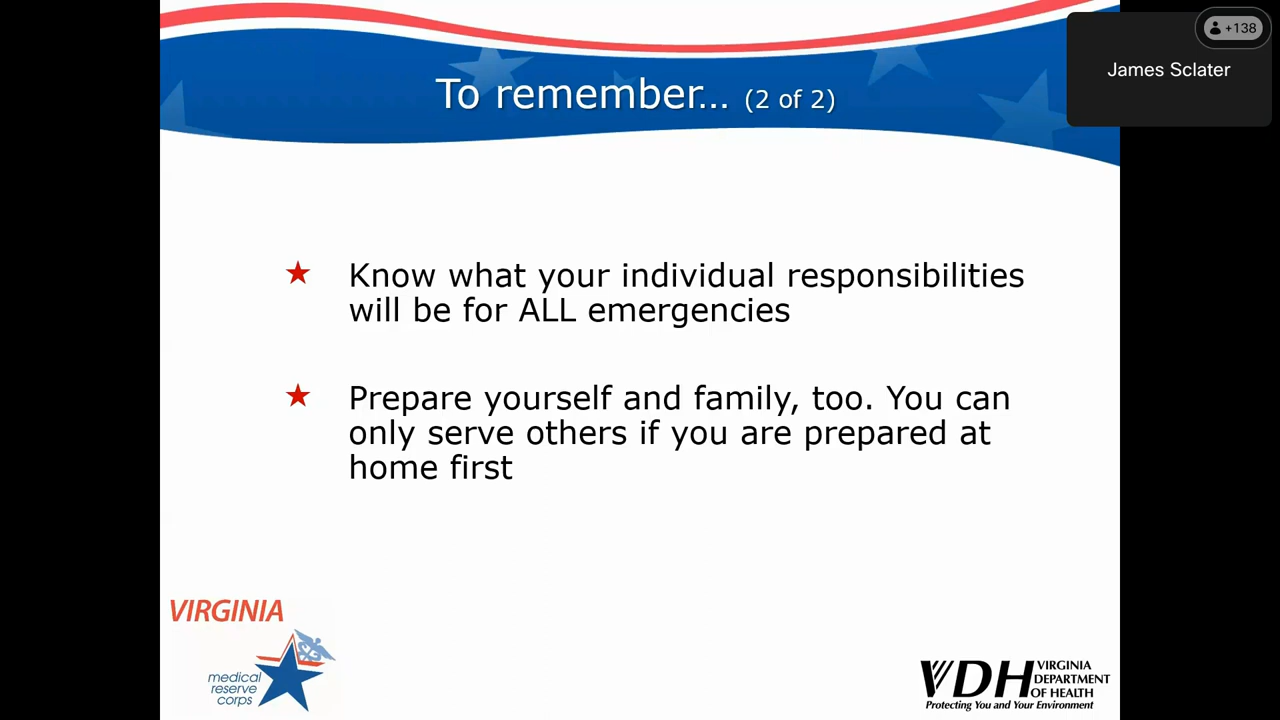 +138
James Sclater
To remember... (2 of 2)
Know what your individual responsibilities
will be for ALL emergencies
Prepare yourself and family, too. You can
only serve others if you are prepared at
home first
VIRGINIA
medical
reserve
corps
VDH VIRGINIA
DEPARTMENT
OF HEALTH
Protecting You and Your Environment